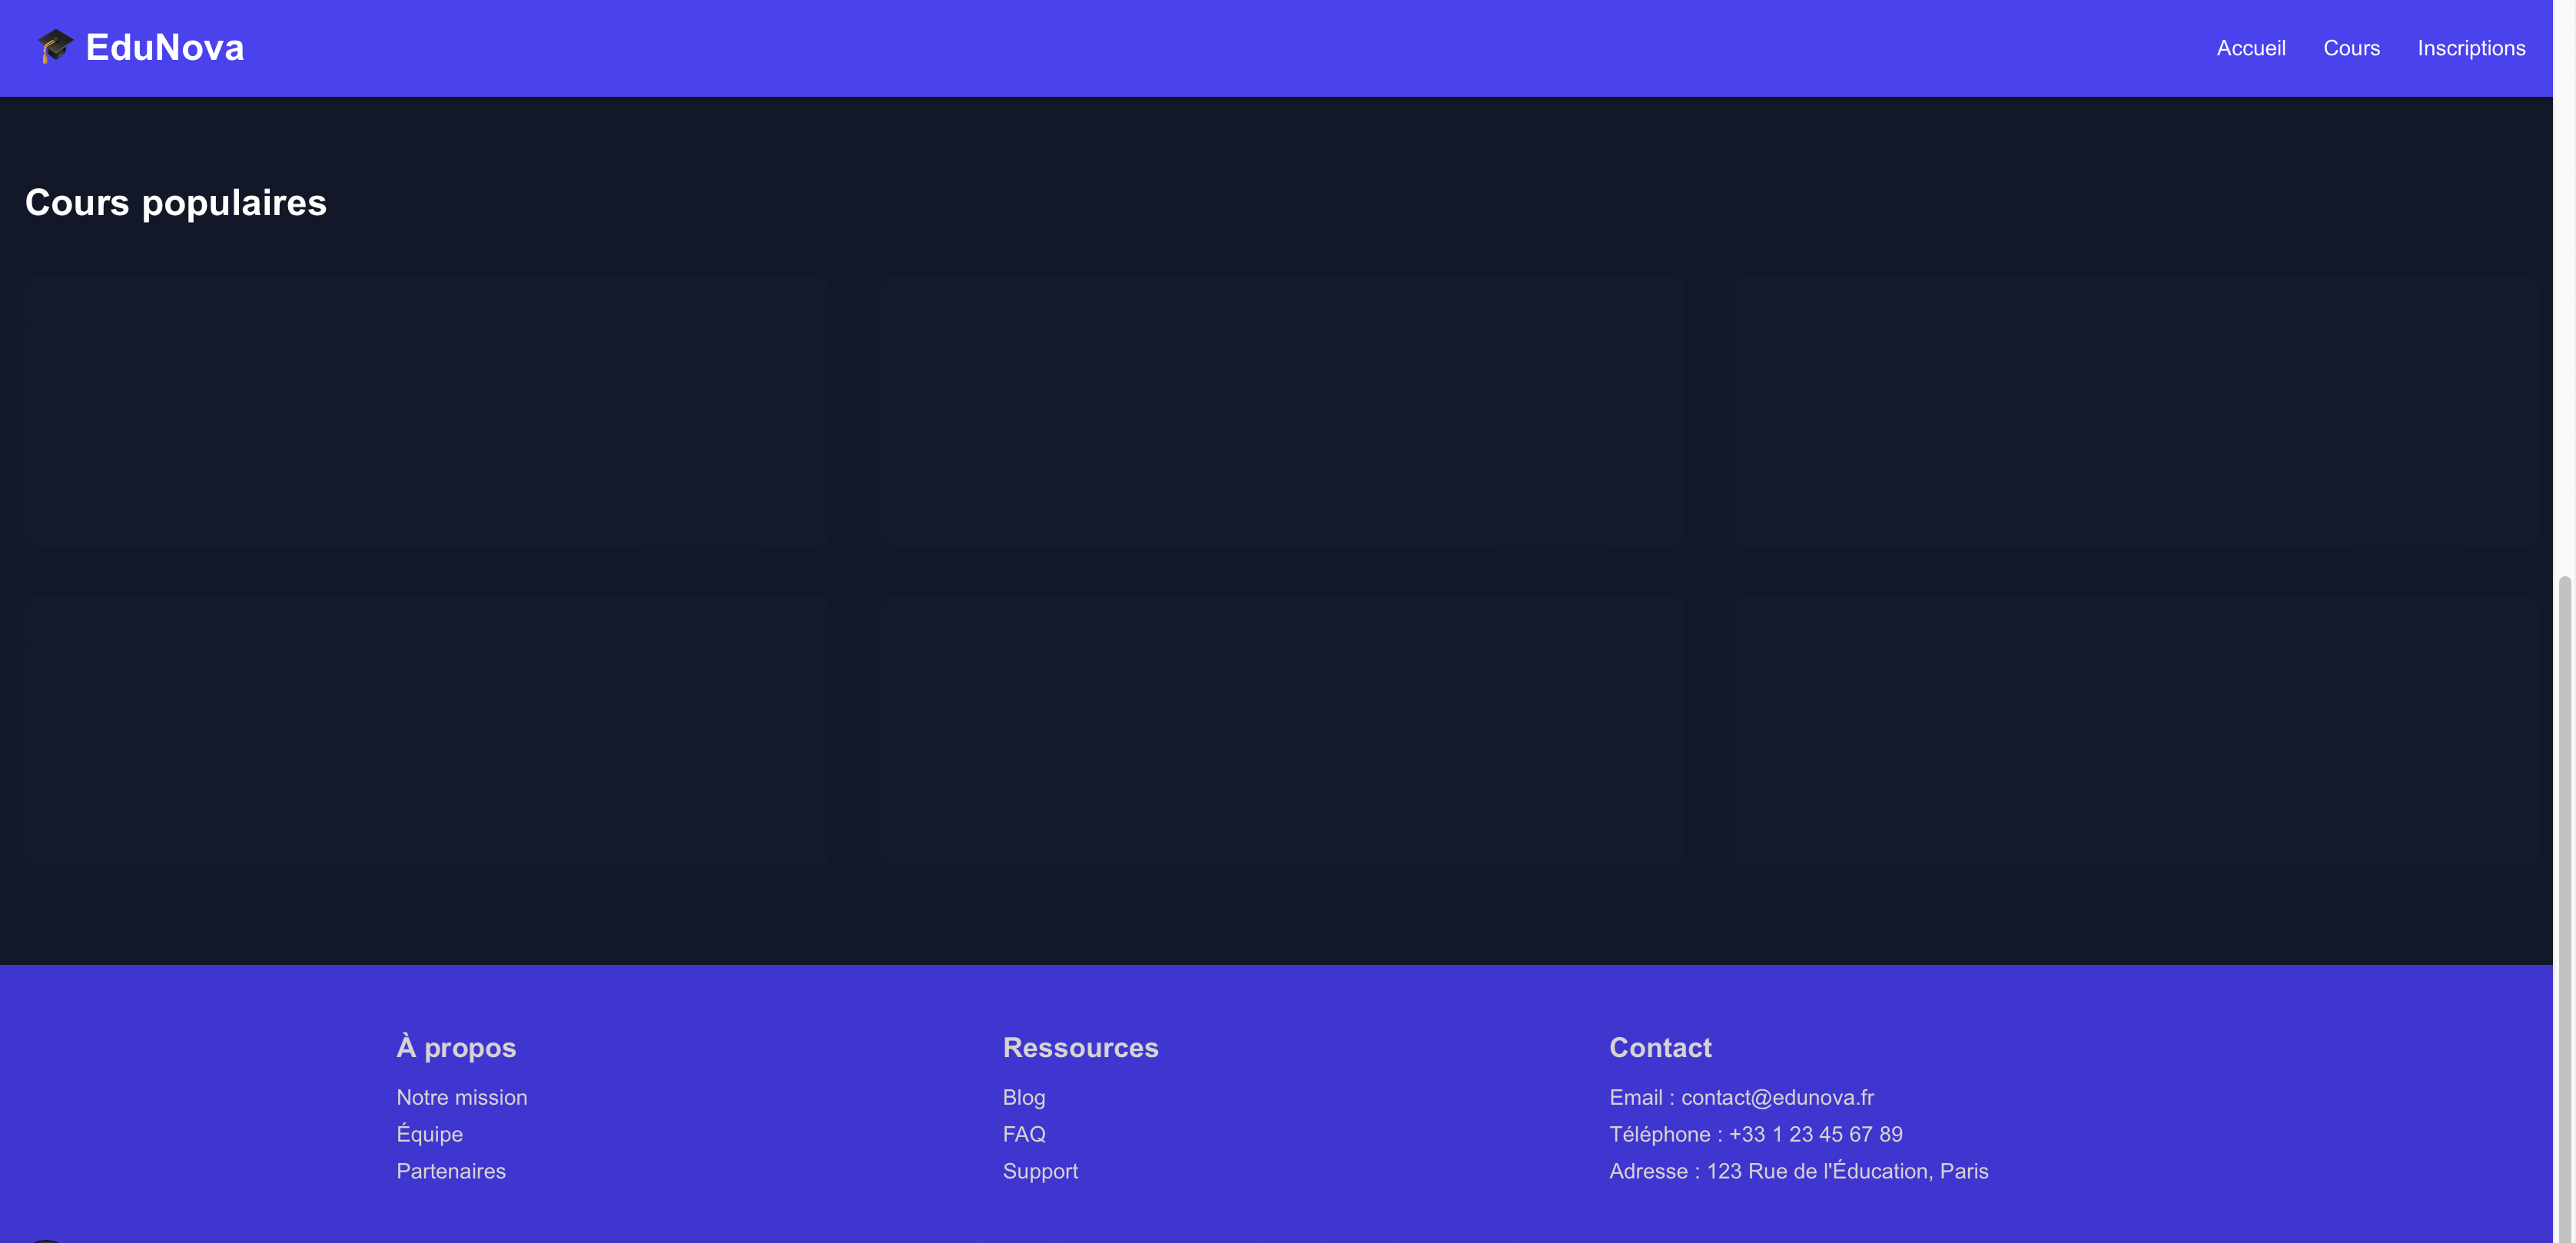 EduNova
Accueil Cours Inscriptions
Cours populaires
À propos
Notre mission
Équipe
Partenaires
Ressources
Blog
FAQ
Support
Contact
Email : contact@edunova.fr
Téléphone : +33 1 23 45 67 89
Adresse : 123 Rue de l'Éducation, Paris